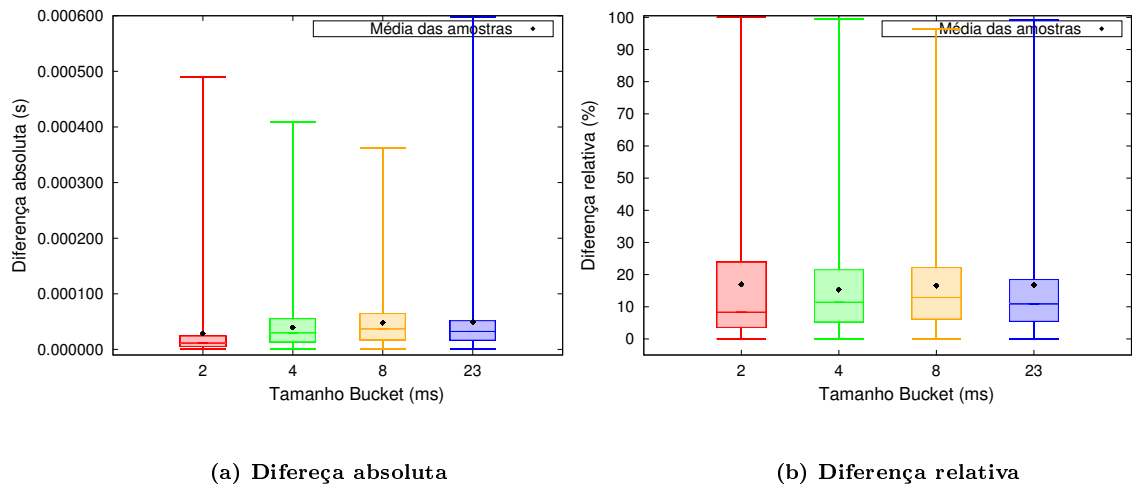 0.000600
0.000500
0.000400
0.000300
0.000200
0.000100
0.000000
Diferença absoluta (s)
Média das amostras
2 4 8 23
Tamanho Bucket (ms)
(a) Difereça absoluta
100
90
80
70
60
50
40
30
20
10
0
Diferença relativa (%)
Média das amostras
2 4 8 23
Tamanho Bucket (ms)
(b) Diferença relativa